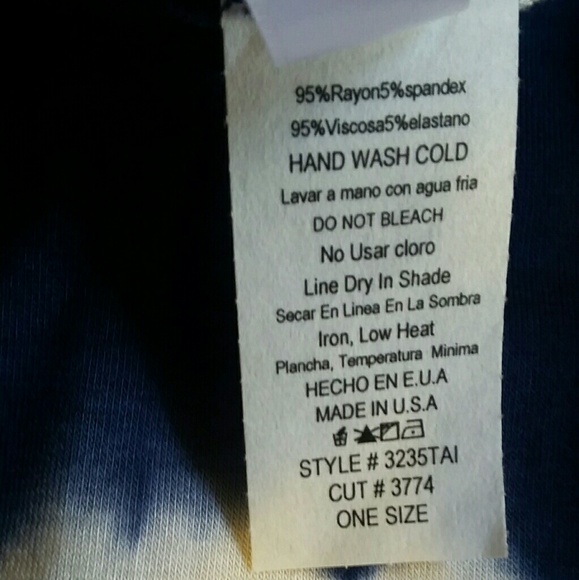 95%Rayon5%spandex
95%Viscosa5%elastano
HAND WASH COLD
Lavar a mano con agua fria
DO NOT BLEACH
No Usar cloro
Line Dry In Shade
Secar En Linea En La Sombra
Iron, Low Heat
Plancha, Temperatura Minima
HECHO EN E.U.A
MADE IN U.S.A
STYLE # 3235TAI
CUT # 3774
ONE SIZE